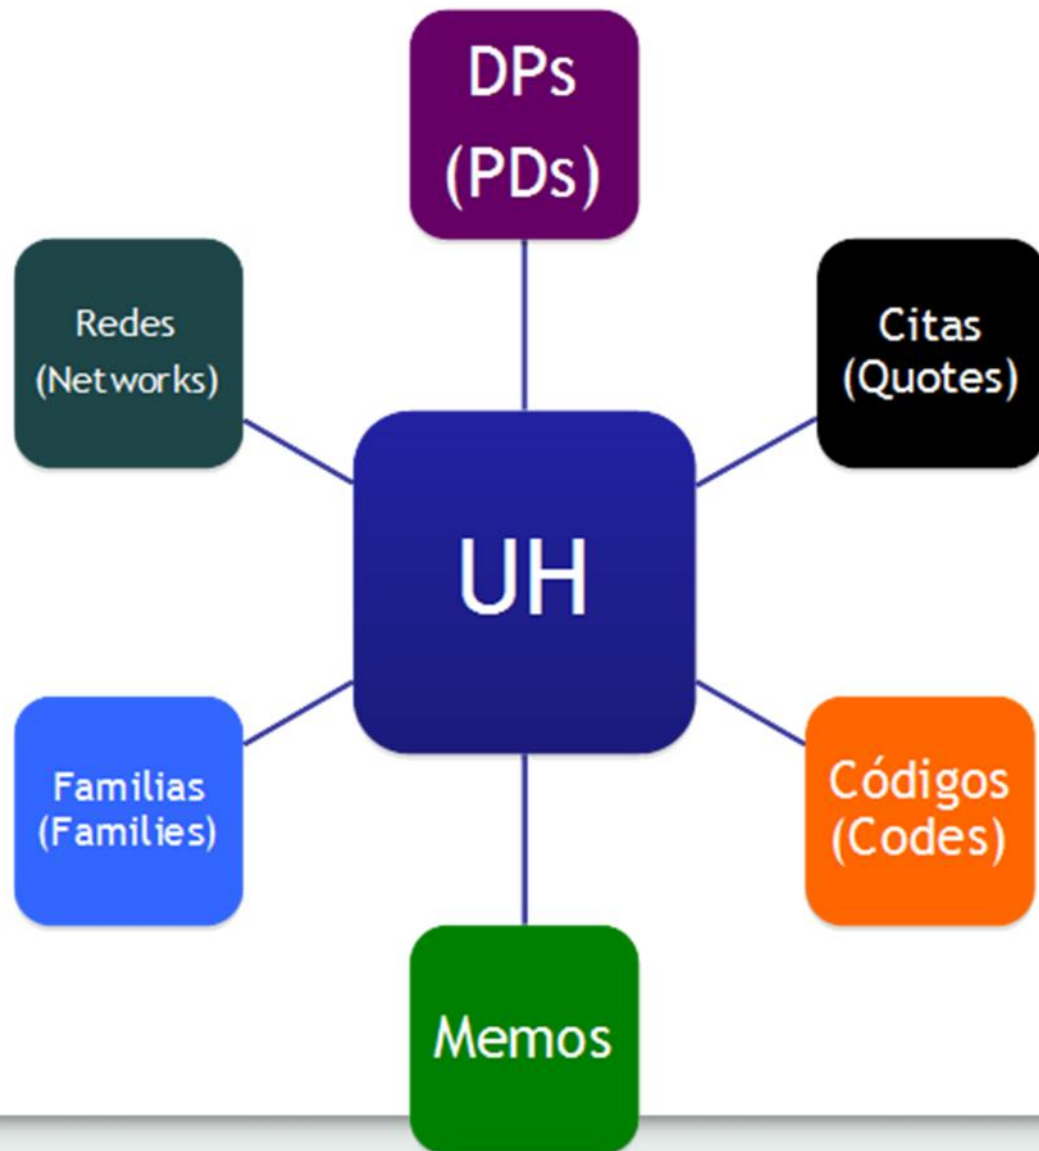 DPs
(PDs)
Redes
(Networks)
Citas
(Quotes)
UH
Familias
(Families)
Códigos
(Codes)
Memos